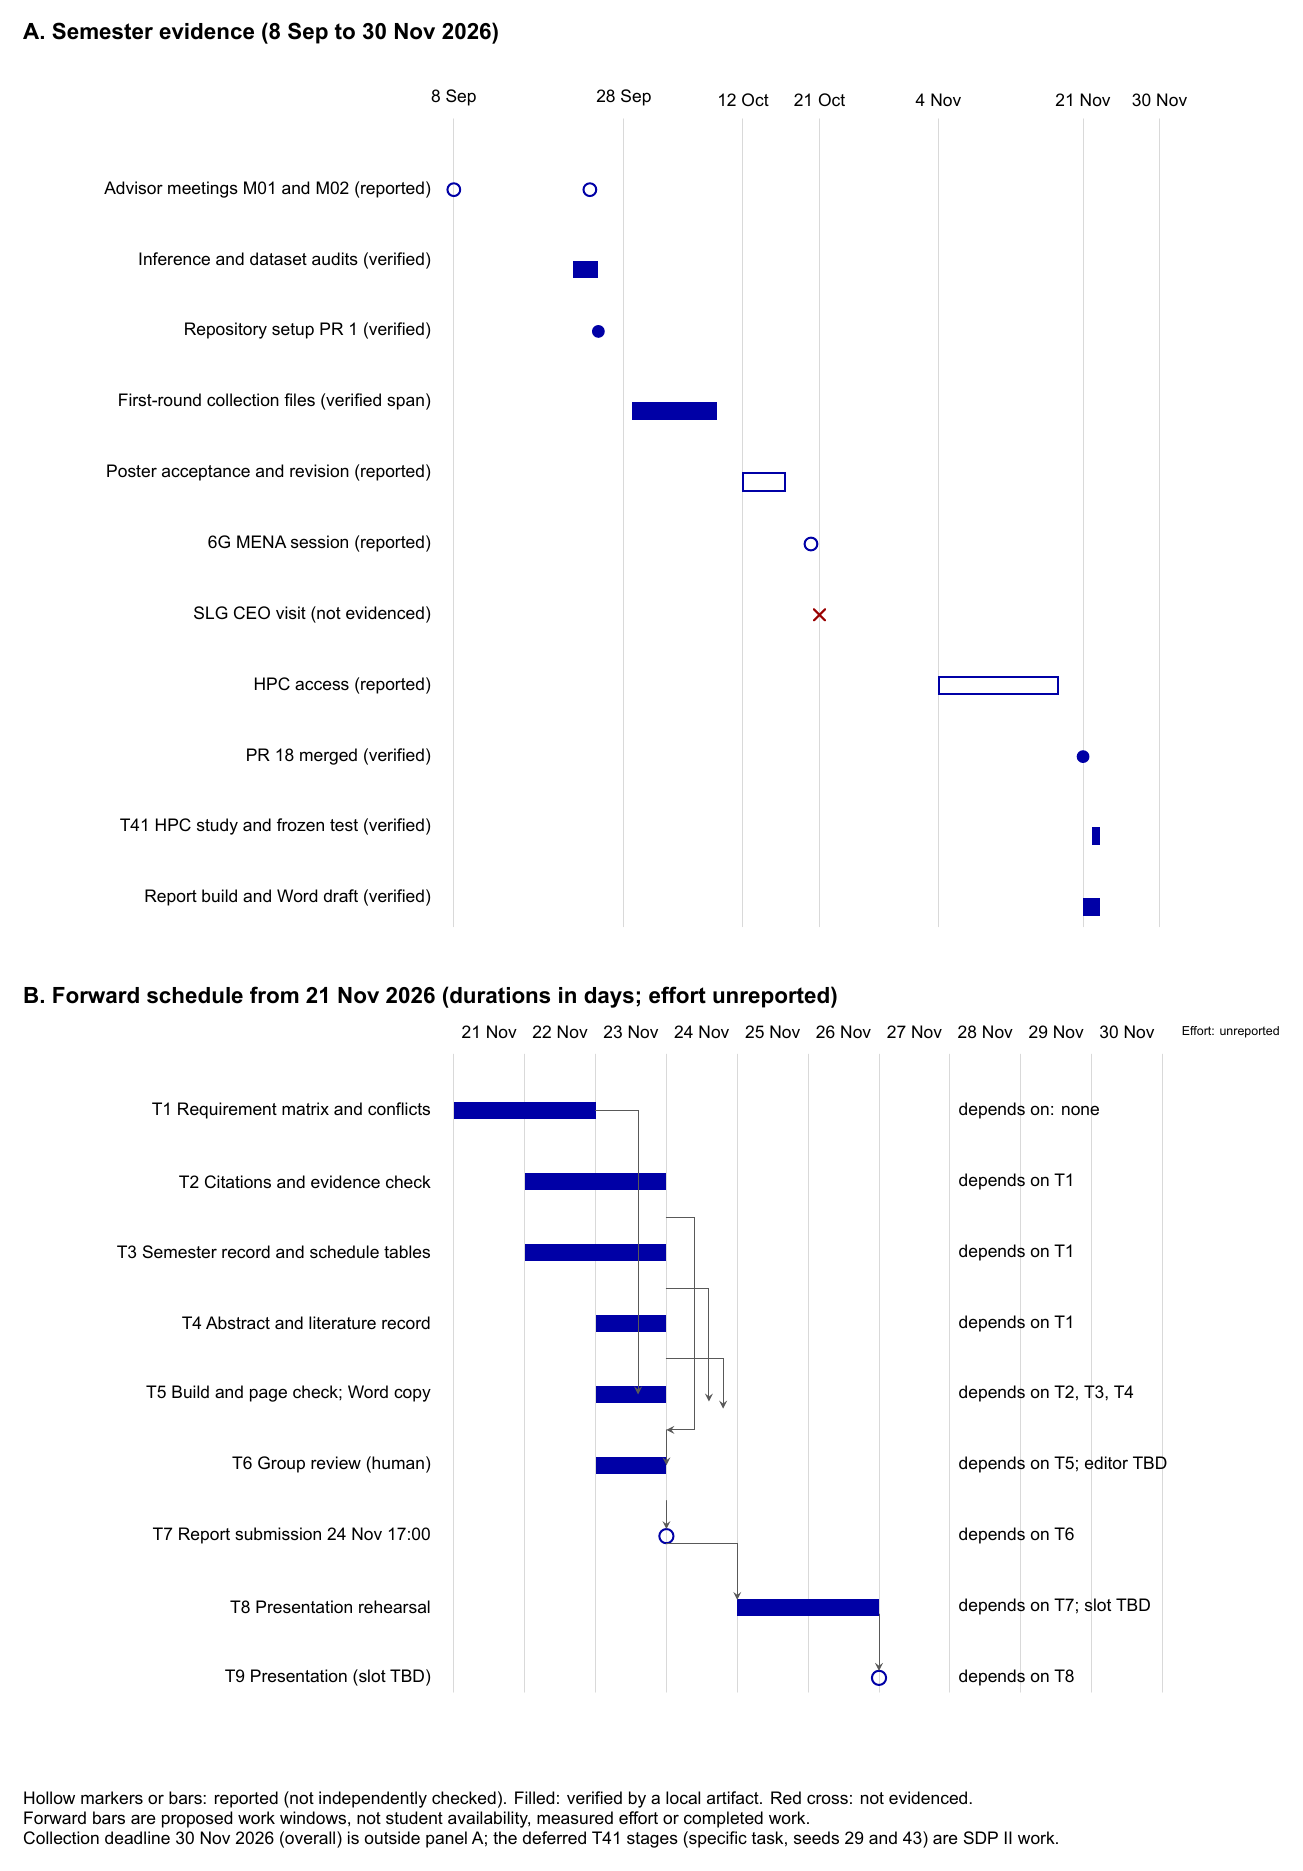 A. Semester evidence (8 Sep to 30 Nov 2026)
8 Sep 28 Sep 12 Oct 21 Oct 4 Nov 21 Nov 30 Nov
Advisor meetings M01 and M02 (reported)
Inference and dataset audits (verified)
Repository setup PR 1 (verified)
First-round collection files (verified span)
Poster acceptance and revision (reported)
6G MENA session (reported)
SLG CEO visit (not evidenced)
HPC access (reported)
PR 18 merged (verified)
T41 HPC study and frozen test (verified)
Report build and Word draft (verified)
B. Forward schedule from 21 Nov 2026 (durations in days; effort unreported)
21 Nov 22 Nov 23 Nov 24 Nov 25 Nov 26 Nov 27 Nov 28 Nov 29 Nov 30 Nov Effort: unreported
T1 Requirement matrix and conflicts depends on: none
T2 Citations and evidence check depends on T1
T3 Semester record and schedule tables depends on T1
T4 Abstract and literature record depends on T1
T5 Build and page check; Word copy depends on T2, T3, T4
T6 Group review (human) depends on T5; editor TBD
T7 Report submission 24 Nov 17:00 depends on T6
T8 Presentation rehearsal depends on T7; slot TBD
T9 Presentation (slot TBD) depends on T8
Hollow markers or bars: reported (not independently checked). Filled: verified by a local artifact. Red cross: not evidenced.
Forward bars are proposed work windows, not student availability, measured effort or completed work.
Collection deadline 30 Nov 2026 (overall) is outside panel A; the deferred T41 stages (specific task, seeds 29 and 43) are SDP II work.